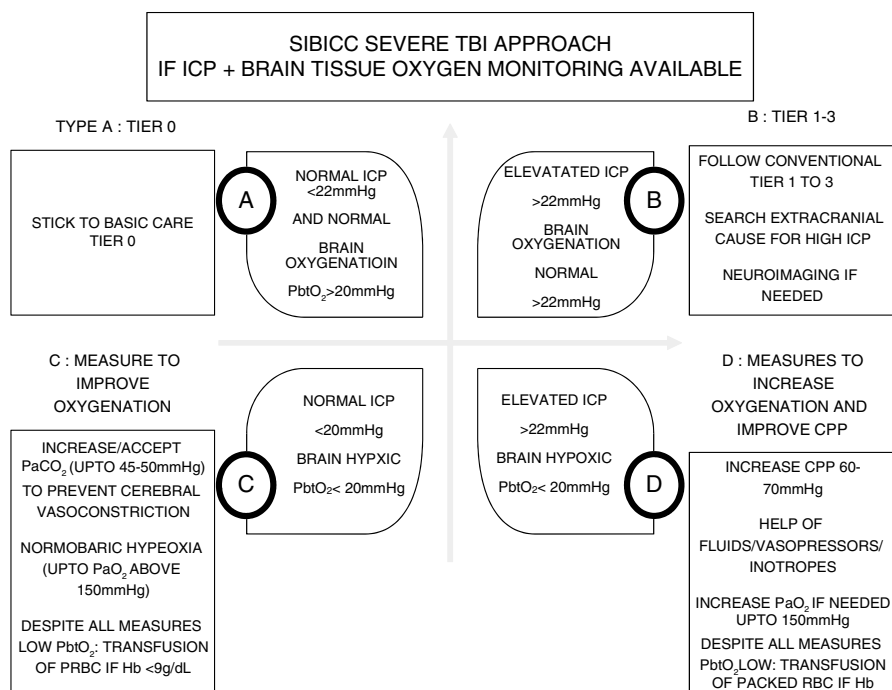 SIBICC SEVERE TBI APPROACH
IF ICP + BRAIN TISSUE OXYGEN MONITORING AVAILABLE
TYPE A : TIER 0
STICK TO BASIC CARE
TIER 0
A
NORMAL ICP
<22mmHg
AND NORMAL
BRAIN
OXYGENATIOIN
PbtO₂>20mmHg
B : TIER 1-3
ELEVATATED ICP
>22mmHg
BRAIN
OXYGENATION
NORMAL
>22mmHg
B
FOLLOW CONVENTIONAL
TIER 1 TO 3
SEARCH EXTRACRANIAL
CAUSE FOR HIGH ICP
NEUROIMAGING IF
NEEDED
C : MEASURE TO
IMPROVE
OXYGENATION
INCREASE/ACCEPT
PaCO₂ (UPTO 45-50mmHg)
TO PREVENT CEREBRAL
VASOCONSTRICTION
NORMOBARIC HYPEOXIA
(UPTO PaO₂ ABOVE
150mmHg)
DESPITE ALL MEASURES
LOW PbtO₂: TRANSFUSION
OF PRBC IF Hb <9g/dL
C
NORMAL ICP
<20mmHg
BRAIN HYPXIC
PbtO₂< 20mmHg
ELEVATED ICP
>22mmHg
BRAIN HYPOXIC
PbtO₂< 20mmHg
D
D : MEASURES TO
INCREASE
OXYGENATION AND
IMPROVE CPP
INCREASE CPP 60-
70mmHg
HELP OF
FLUIDS/VASOPRESSORS/
INOTROPES
INCREASE PaO₂ IF NEEDED
UPTO 150mmHg
DESPITE ALL MEASURES
PbtO₂LOW: TRANSFUSION
OF PACKED RBC IF Hb